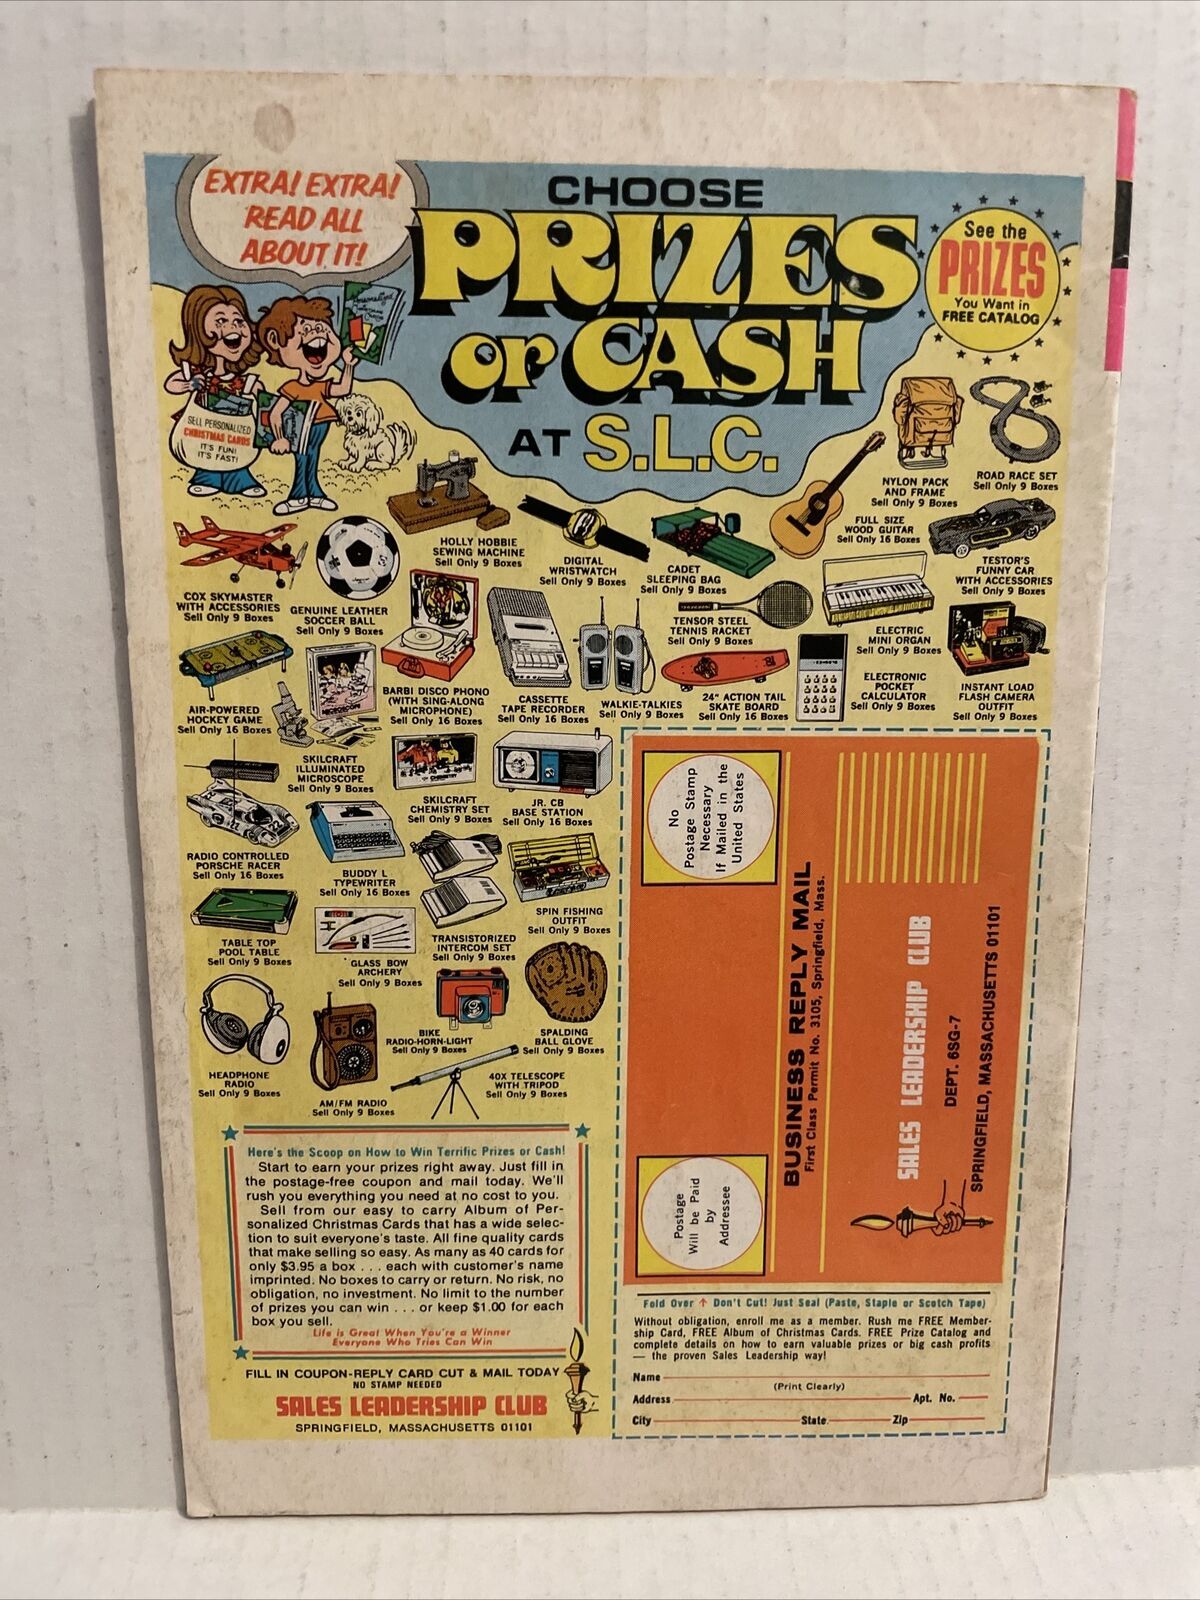 EXTRA! EXTRA!
READ ALL
ABOUT IT!
CHOOSE
PRIZES
or CASH
AT S.L.C.
See the
PRIZES
You Want in
FREE CATALOG
Personalized
Christmas
Cards
SELL PERSONALIZED
CHRISTMAS CARDS
IT'S FUN!
IT'S FAST!
NYLON PACK
AND FRAME
Sell Only 9 Boxes
ROAD RACE SET
Sell Only 9 Boxes
HOLLY HOBBIE
SEWING MACHINE
Sell Only 9 Boxes
DIGITAL
WRISTWATCH
Sell Only 9 Boxes
CADET
SLEEPING BAG
Sell Only 9 Boxes
FULL SIZE
WOOD GUITAR
Sell Only 16 Boxes
TESTOR'S
FUNNY CAR
WITH ACCESSORIES
Sell Only 9 Boxes
COX SKYMASTER
WITH ACCESSORIES
Sell Only 9 Boxes
GENUINE LEATHER
SOCCER BALL
Sell Only 9 Boxes
TENSOR STEEL
TENNIS RACKET
Sell Only 9 Boxes
ELECTRIC
MINI ORGAN
Sell Only 9 Boxes
AIR-POWERED
HOCKEY GAME
Sell Only 16 Boxes
MICROSCOPE
BARBI DISCO PHONO
(WITH SING-ALONG
MICROPHONE)
Sell Only 16 Boxes
CASSETTE
TAPE RECORDER
Sell Only 16 Boxes
WALKIE-TALKIES
Sell Only 9 Boxes
24" ACTION TAIL
SKATE BOARD
Sell Only 16 Boxes
ELECTRONIC
POCKET
CALCULATOR
Sell Only 9 Boxes
INSTANT LOAD
FLASH CAMERA
OUTFIT
Sell Only 9 Boxes
SKILCRAFT
ILLUMINATED
MICROSCOPE
Sell Only 9 Boxes
CHEMISTRY
SKILCRAFT
CHEMISTRY SET
Sell Only 9 Boxes
JR. CB
BASE STATION
Sell Only 16 Boxes
RADIO CONTROLLED
PORSCHE RACER
Sell Only 16 Boxes
BUDDY L
TYPEWRITER
Sell Only 16 Boxes
TABLE TOP
POOL TABLE
Sell Only 9 Boxes
GLASS BOW
ARCHERY
Sell Only 9 Boxes
TRANSISTORIZED
INTERCOM SET
Sell Only 9 Boxes
SPIN FISHING
OUTFIT
Sell Only 9 Boxes
HEADPHONE
RADIO
Sell Only 9 Boxes
AM/FM RADIO
Sell Only 9 Boxes
BIKE
RADIO-HORN-LIGHT
Sell Only 9 Boxes
SPALDING
BALL GLOVE
Sell Only 9 Boxes
40X TELESCOPE
WITH TRIPOD
Sell Only 9 Boxes
Here's the Scoop on How to Win Terrific Prizes or Cash!
Start to earn your prizes right away. Just fill in
the postage-free coupon and mail today. We'll
rush you everything you need at no cost to you.
Sell from our easy to carry Album of Per-
sonalized Christmas Cards that has a wide selec-
tion to suit everyone's taste. All fine quality cards
that make selling so easy. As many as 40 cards for
only $3.95 a box . . . each with customer's name
imprinted. No boxes to carry or return. No risk, no
obligation, no investment. No limit to the number
of prizes you can win . . . or keep $1.00 for each
box you sell.
Life is Great When You're a Winner
Everyone Who Tries Can Win
FILL IN COUPON-REPLY CARD CUT & MAIL TODAY
NO STAMP NEEDED
SALES LEADERSHIP CLUB
SPRINGFIELD, MASSACHUSETTS 01101
No
Postage Stamp
Necessary
If Mailed in the
United States
Postage
Will be Paid
by
Addressee
BUSINESS REPLY MAIL
First Class Permit No. 3105, Springfield, Mass.
SALES LEADERSHIP CLUB
DEPT. 6SG-7
SPRINGFIELD, MASSACHUSETTS 01101
Fold Over ↑ Don't Cut! Just Seal (Paste, Staple or Scotch Tape)
Without obligation, enroll me as a member. Rush me FREE Member-
ship Card, FREE Album of Christmas Cards. FREE Prize Catalog and
complete details on how to earn valuable prizes or big cash profits
— the proven Sales Leadership way!
Name
(Print Clearly)
Address Apt. No.
City State Zip